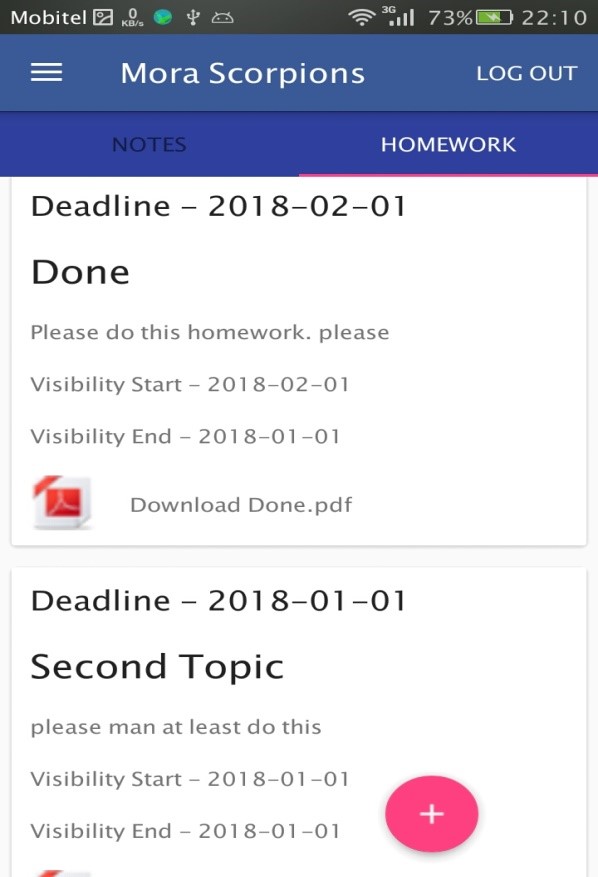 Mobitel 0 KB/s 3G 73% 22:10
Mora Scorpions LOG OUT
NOTES HOMEWORK
Deadline – 2018–02–01
Done
Please do this homework. please
Visibility Start – 2018–02–01
Visibility End – 2018–01–01
Download Done.pdf
Deadline – 2018–01–01
Second Topic
please man at least do this
Visibility Start – 2018–01–01
Visibility End – 2018–01–01
+